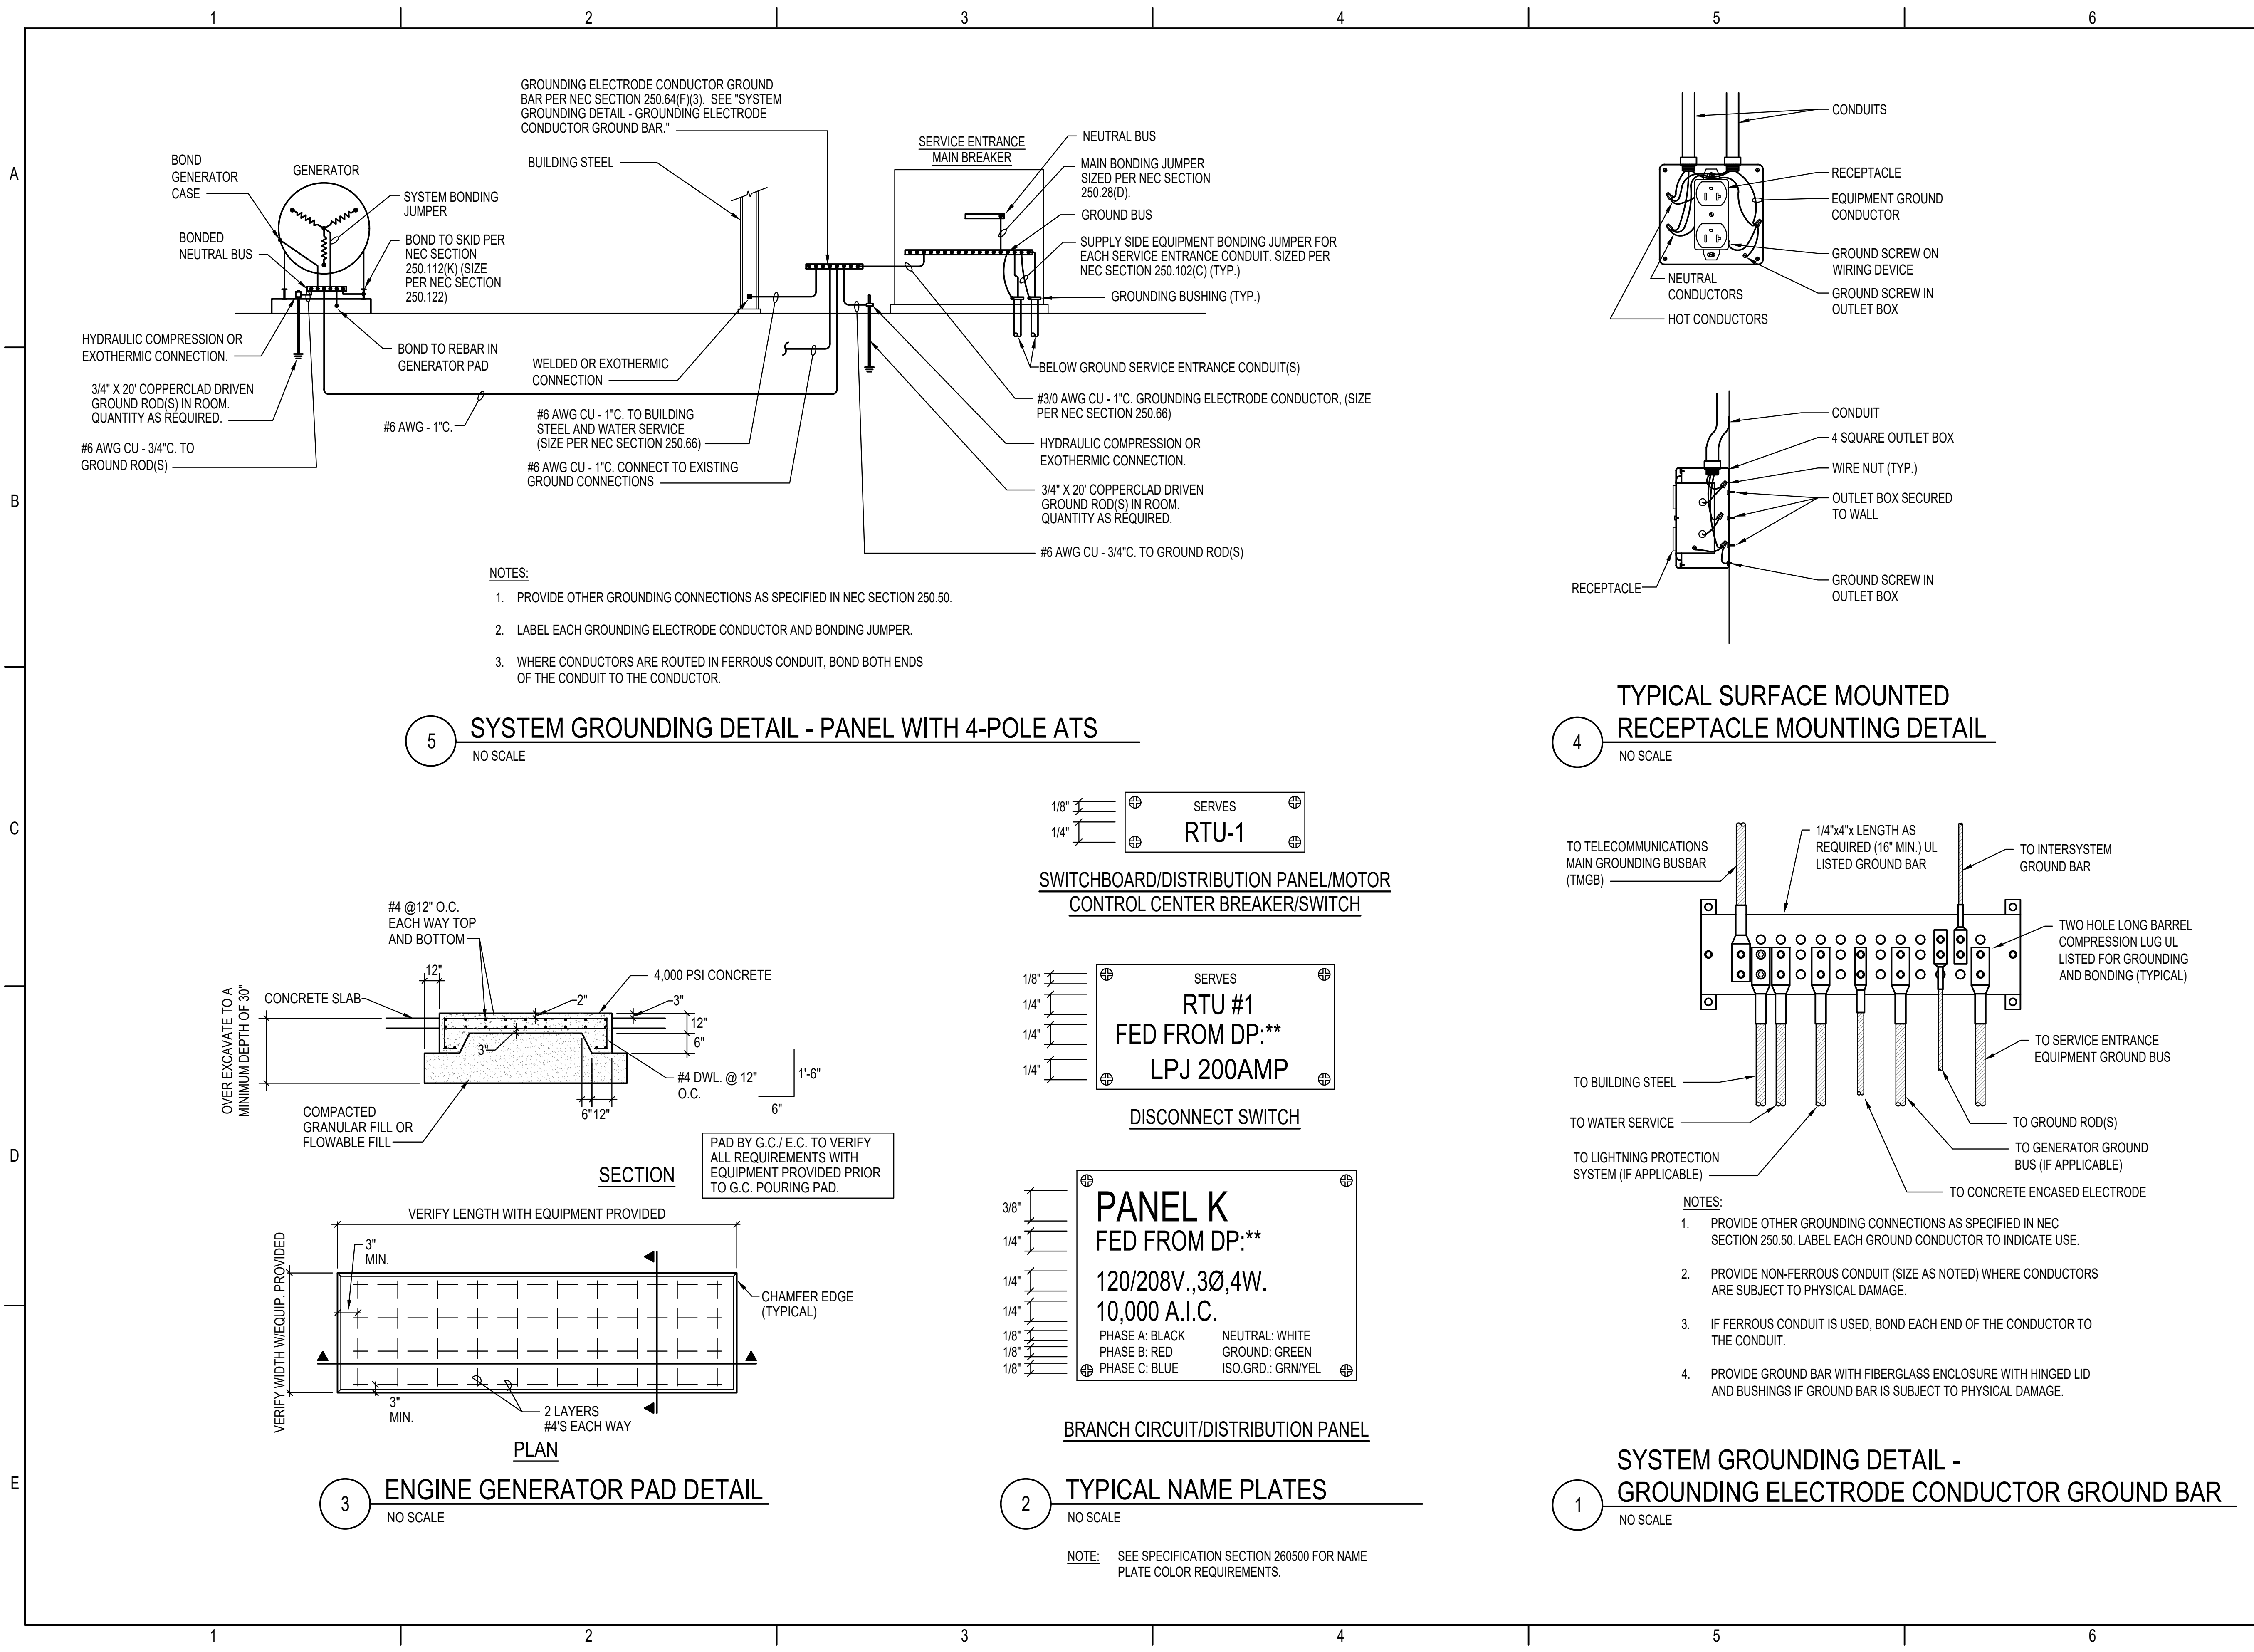 1
2
3
4
5
6
A
B
C
D
E
GROUNDING ELECTRODE CONDUCTOR GROUND
BAR PER NEC SECTION 250.64(F)(3). SEE "SYSTEM
GROUNDING DETAIL - GROUNDING ELECTRODE
CONDUCTOR GROUND BAR."
BOND
GENERATOR
CASE
GENERATOR
BUILDING STEEL
SERVICE ENTRANCE
MAIN BREAKER
NEUTRAL BUS
MAIN BONDING JUMPER
SIZED PER NEC SECTION
250.28(D).
SYSTEM BONDING
JUMPER
GROUND BUS
BONDED
NEUTRAL BUS
BOND TO SKID PER
NEC SECTION
250.112(K) (SIZE
PER NEC SECTION
250.122)
SUPPLY SIDE EQUIPMENT BONDING JUMPER FOR
EACH SERVICE ENTRANCE CONDUIT. SIZED PER
NEC SECTION 250.102(C) (TYP.)
GROUNDING BUSHING (TYP.)
HYDRAULIC COMPRESSION OR
EXOTHERMIC CONNECTION.
BOND TO REBAR IN
GENERATOR PAD
WELDED OR EXOTHERMIC
CONNECTION
BELOW GROUND SERVICE ENTRANCE CONDUIT(S)
3/4" X 20' COPPERCLAD DRIVEN
GROUND ROD(S) IN ROOM.
QUANTITY AS REQUIRED.
#6 AWG - 1"C.
#6 AWG CU - 1"C. TO BUILDING
STEEL AND WATER SERVICE
(SIZE PER NEC SECTION 250.66)
#3/0 AWG CU - 1"C. GROUNDING ELECTRODE CONDUCTOR, (SIZE
PER NEC SECTION 250.66)
#6 AWG CU - 3/4"C. TO
GROUND ROD(S)
#6 AWG CU - 1"C. CONNECT TO EXISTING
GROUND CONNECTIONS
HYDRAULIC COMPRESSION OR
EXOTHERMIC CONNECTION.
3/4" X 20' COPPERCLAD DRIVEN
GROUND ROD(S) IN ROOM.
QUANTITY AS REQUIRED.
#6 AWG CU - 3/4"C. TO GROUND ROD(S)
NOTES:
1. PROVIDE OTHER GROUNDING CONNECTIONS AS SPECIFIED IN NEC SECTION 250.50.
2. LABEL EACH GROUNDING ELECTRODE CONDUCTOR AND BONDING JUMPER.
3. WHERE CONDUCTORS ARE ROUTED IN FERROUS CONDUIT, BOND BOTH ENDS
OF THE CONDUIT TO THE CONDUCTOR.
5
SYSTEM GROUNDING DETAIL - PANEL WITH 4-POLE ATS
NO SCALE
CONDUITS
RECEPTACLE
EQUIPMENT GROUND
CONDUCTOR
GROUND SCREW ON
WIRING DEVICE
NEUTRAL
CONDUCTORS
GROUND SCREW IN
OUTLET BOX
HOT CONDUCTORS
CONDUIT
4 SQUARE OUTLET BOX
WIRE NUT (TYP.)
OUTLET BOX SECURED
TO WALL
GROUND SCREW IN
OUTLET BOX
RECEPTACLE
4
TYPICAL SURFACE MOUNTED
RECEPTACLE MOUNTING DETAIL
NO SCALE
#4 @12" O.C.
EACH WAY TOP
AND BOTTOM
12"
4,000 PSI CONCRETE
CONCRETE SLAB
2"
3"
12"
6"
3"
OVER EXCAVATE TO A
MINIMUM DEPTH OF 30"
#4 DWL. @ 12"
O.C.
1'-6"
6"
6"
12"
COMPACTED
GRANULAR FILL OR
FLOWABLE FILL
SECTION
PAD BY G.C./ E.C. TO VERIFY
ALL REQUIREMENTS WITH
EQUIPMENT PROVIDED PRIOR
TO G.C. POURING PAD.
VERIFY LENGTH WITH EQUIPMENT PROVIDED
VERIFY WIDTH W/EQUIP. PROVIDED
3"
MIN.
CHAMFER EDGE
(TYPICAL)
3"
MIN.
2 LAYERS
#4'S EACH WAY
PLAN
3
ENGINE GENERATOR PAD DETAIL
NO SCALE
1/8"
1/4"
SERVES
RTU-1
SWITCHBOARD/DISTRIBUTION PANEL/MOTOR
CONTROL CENTER BREAKER/SWITCH
1/8"
1/4"
1/4"
1/4"
SERVES
RTU #1
FED FROM DP:**
LPJ 200AMP
DISCONNECT SWITCH
3/8"
1/4"
1/4"
1/4"
1/8"
1/8"
1/8"
PANEL K
FED FROM DP:**
120/208V.,3Ø,4W.
10,000 A.I.C.
PHASE A: BLACK NEUTRAL: WHITE
PHASE B: RED GROUND: GREEN
PHASE C: BLUE ISO.GRD.: GRN/YEL
BRANCH CIRCUIT/DISTRIBUTION PANEL
2
TYPICAL NAME PLATES
NO SCALE
NOTE: SEE SPECIFICATION SECTION 260500 FOR NAME
PLATE COLOR REQUIREMENTS.
TO TELECOMMUNICATIONS
MAIN GROUNDING BUSBAR
(TMGB)
1/4"x4"x LENGTH AS
REQUIRED (16" MIN.) UL
LISTED GROUND BAR
TO INTERSYSTEM
GROUND BAR
TWO HOLE LONG BARREL
COMPRESSION LUG UL
LISTED FOR GROUNDING
AND BONDING (TYPICAL)
TO SERVICE ENTRANCE
EQUIPMENT GROUND BUS
TO BUILDING STEEL
TO WATER SERVICE
TO GROUND ROD(S)
TO LIGHTNING PROTECTION
SYSTEM (IF APPLICABLE)
TO GENERATOR GROUND
BUS (IF APPLICABLE)
TO CONCRETE ENCASED ELECTRODE
NOTES:
1. PROVIDE OTHER GROUNDING CONNECTIONS AS SPECIFIED IN NEC
SECTION 250.50. LABEL EACH GROUND CONDUCTOR TO INDICATE USE.
2. PROVIDE NON-FERROUS CONDUIT (SIZE AS NOTED) WHERE CONDUCTORS
ARE SUBJECT TO PHYSICAL DAMAGE.
3. IF FERROUS CONDUIT IS USED, BOND EACH END OF THE CONDUCTOR TO
THE CONDUIT.
4. PROVIDE GROUND BAR WITH FIBERGLASS ENCLOSURE WITH HINGED LID
AND BUSHINGS IF GROUND BAR IS SUBJECT TO PHYSICAL DAMAGE.
1
SYSTEM GROUNDING DETAIL -
GROUNDING ELECTRODE CONDUCTOR GROUND BAR
NO SCALE
1
2
3
4
5
6